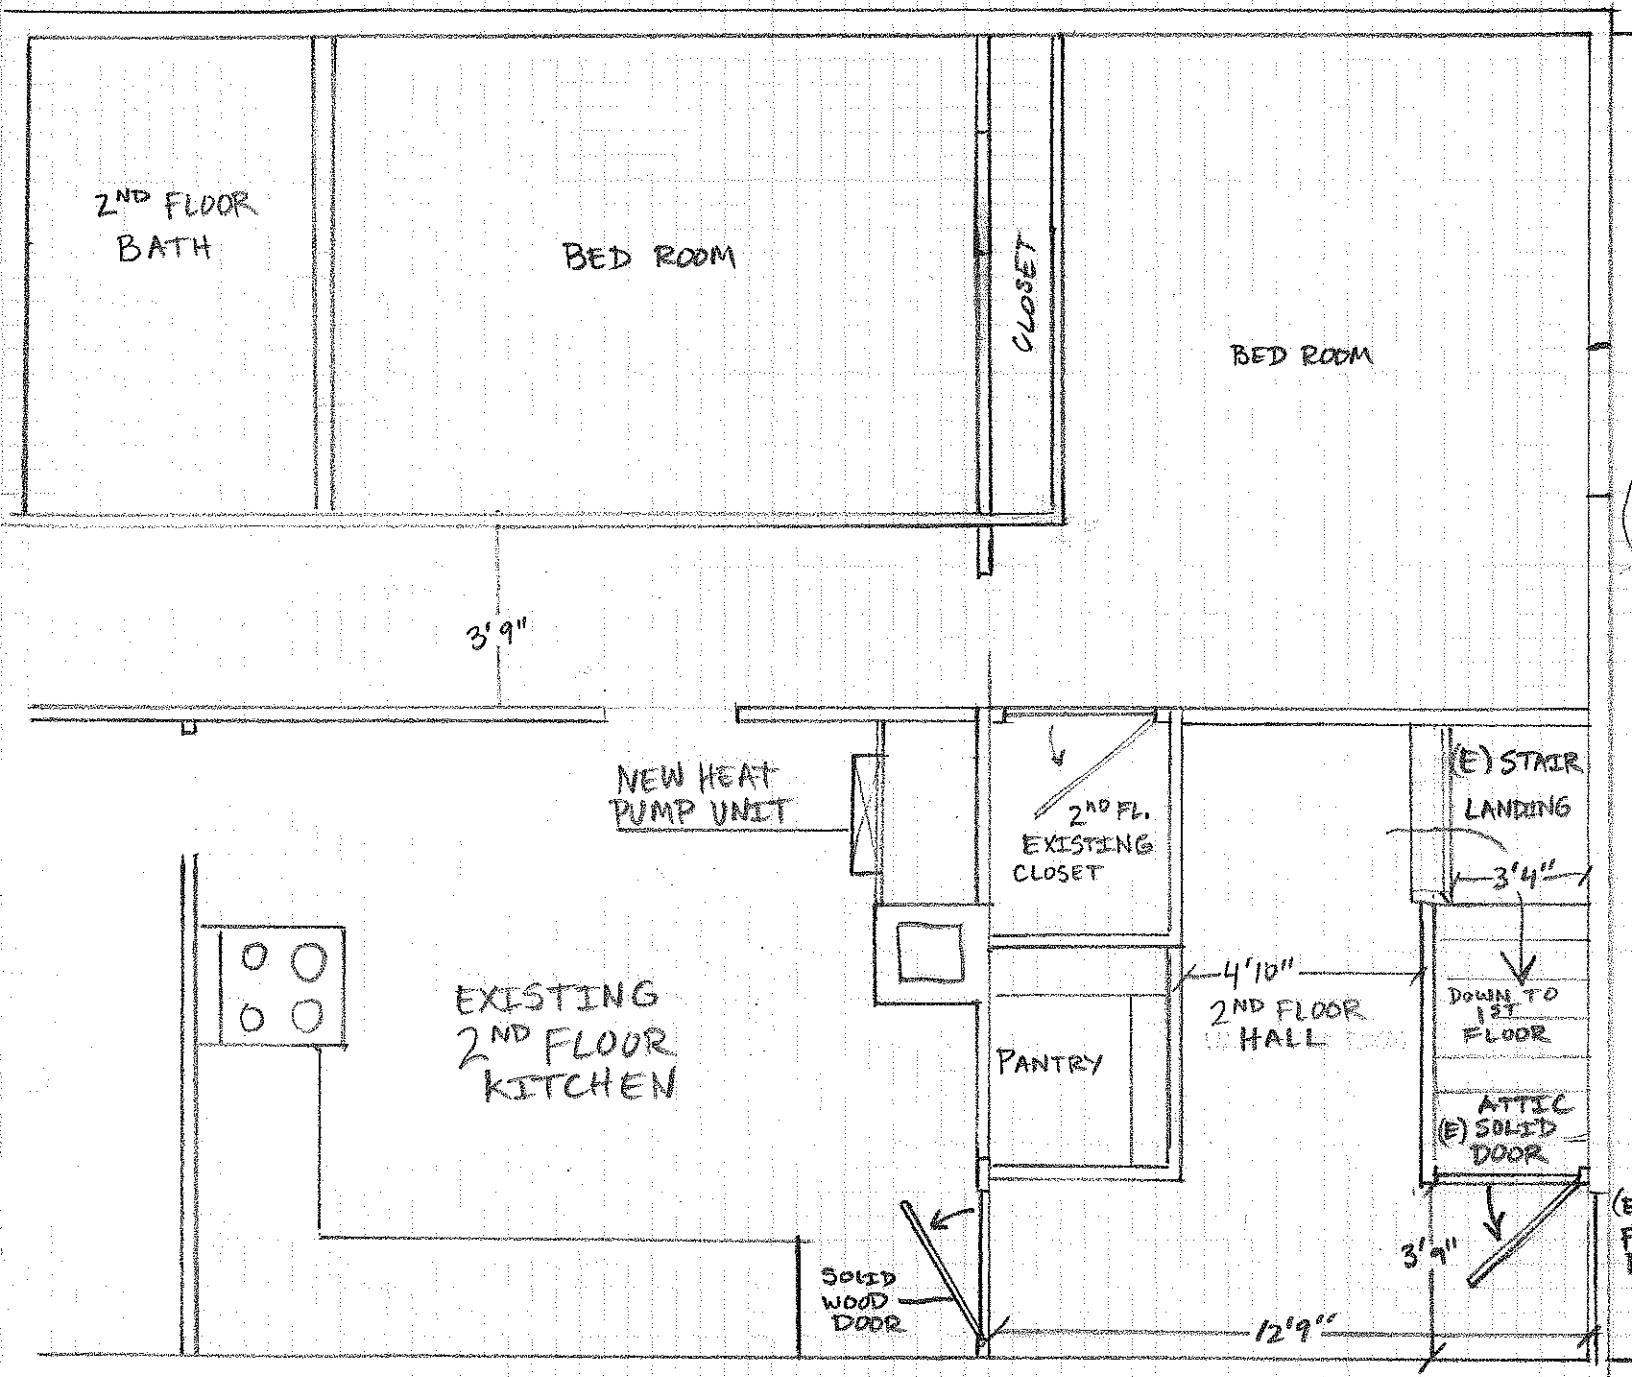 2ND FLOOR
BATH
BED ROOM
CLOSET
BED ROOM
3'9"
NEW HEAT
PUMP UNIT
2ND FL.
EXISTING
CLOSET
(E) STAIR
LANDING
3'4"
EXISTING
2ND FLOOR
KITCHEN
PANTRY
4'10"
2ND FLOOR
HALL
DOWN TO
1ST
FLOOR
ATTIC
(E) SOLID
DOOR
3'9"
SOLID
WOOD
DOOR
12'9"